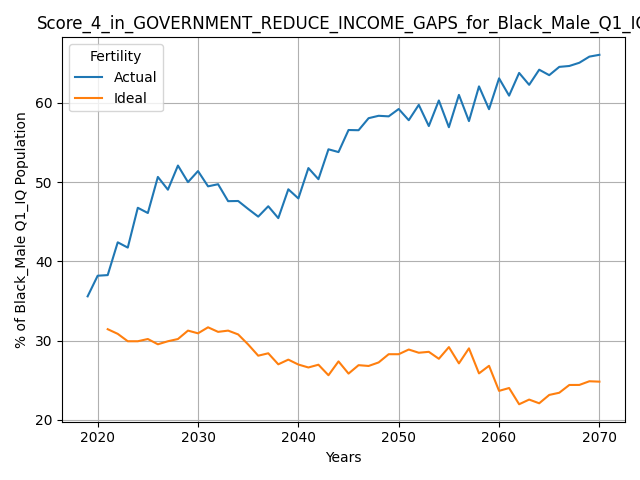 Score_4_in_GOVERNMENT_REDUCE_INCOME_GAPS_for_Black_Male_Q1_IQ
Fertility
Actual
Ideal
% of Black_Male Q1_IQ Population
60
50
40
30
20
2020 2030 2040 2050 2060 2070
Years